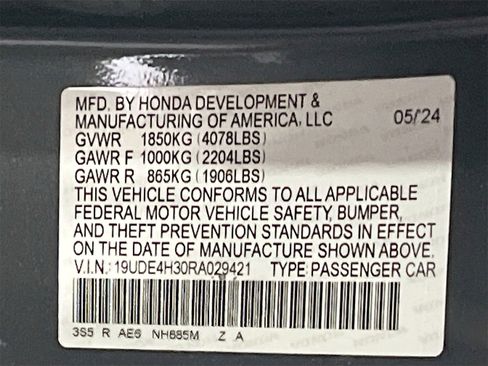 MFD. BY HONDA DEVELOPMENT &
MANUFACTURING OF AMERICA, LLC 05/24
GVWR 1850KG (4078LBS)
GAWR F 1000KG (2204LBS)
GAWR R 865KG (1906LBS)
THIS VEHICLE CONFORMS TO ALL APPLICABLE
FEDERAL MOTOR VEHICLE SAFETY, BUMPER,
AND THEFT PREVENTION STANDARDS IN EFFECT
ON THE DATE OF MANUFACTURE SHOWN ABOVE.
V.I.N.: 19UDE4H30RA029421 TYPE PASSENGER CAR
3S5 R AE6 NH885M Z A